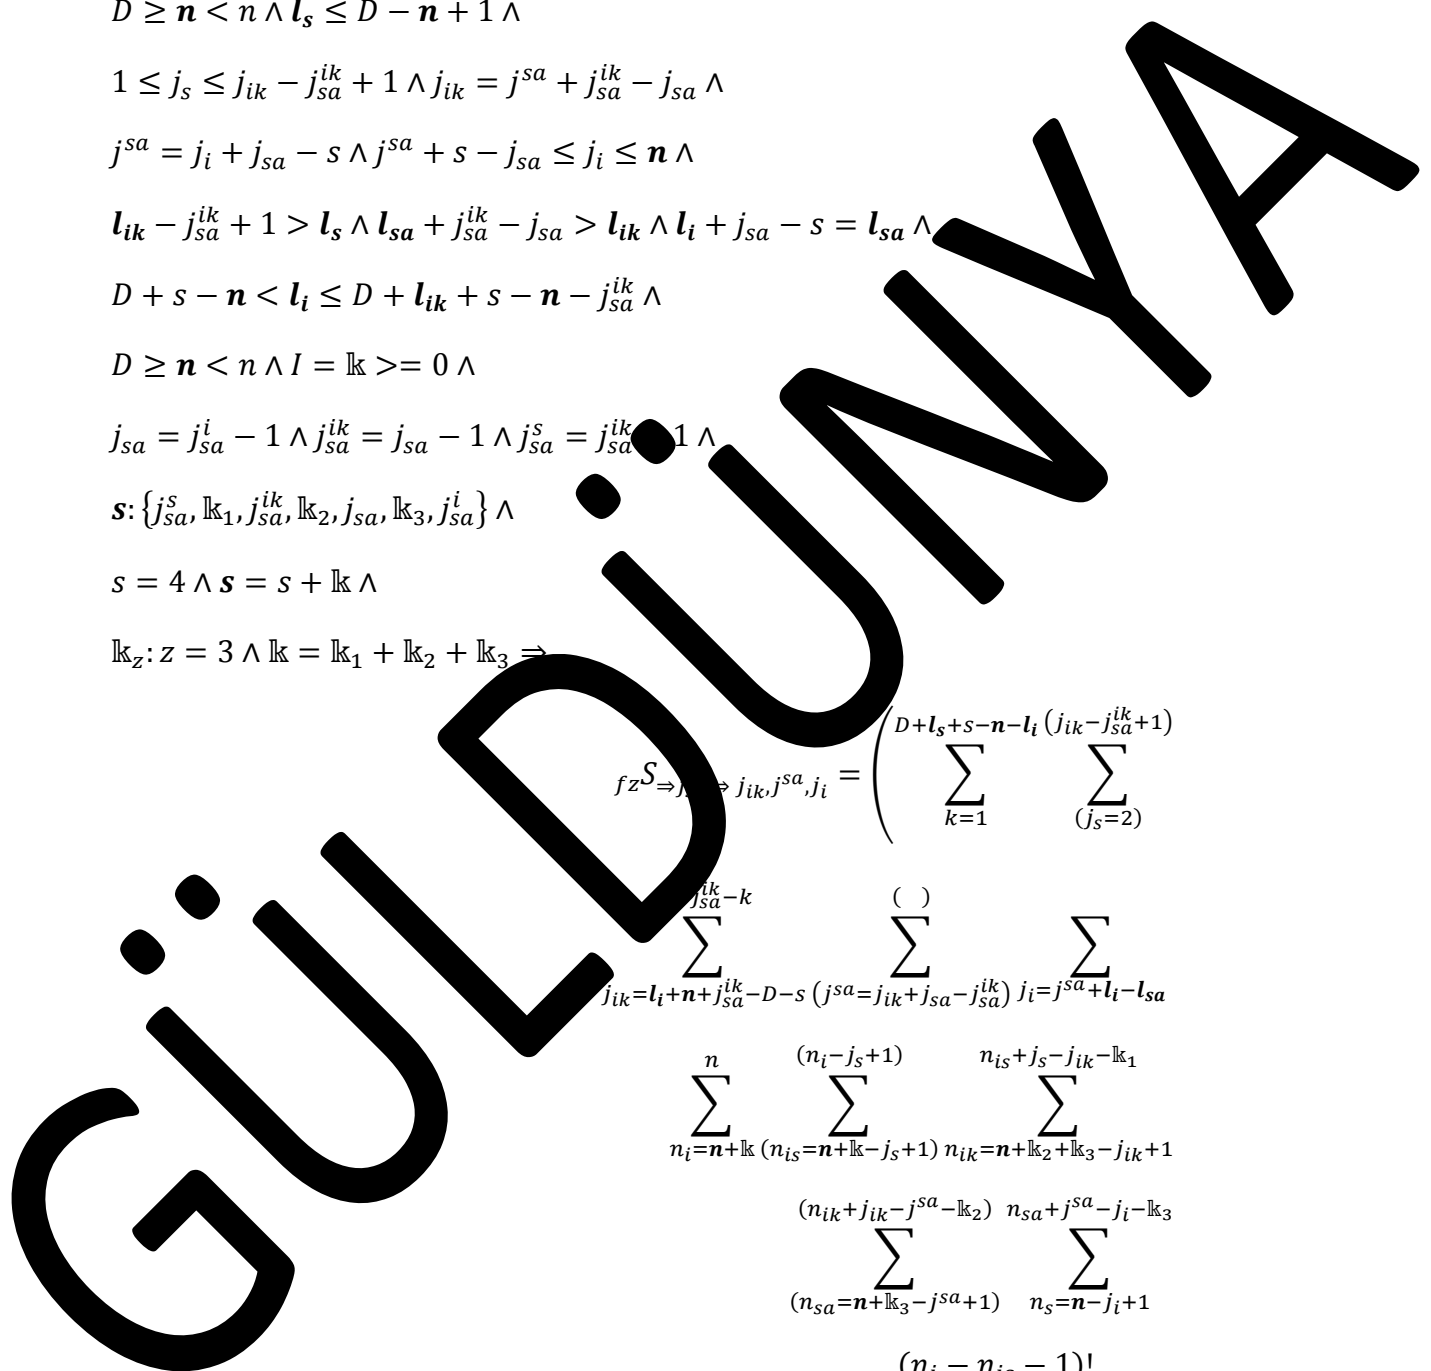 D ≥ 𝒏 < n ∧ 𝒍ₛ ≤ D − 𝒏 + 1 ∧
1 ≤ j_s ≤ j_{ik} − j_{sa}^{ik} + 1 ∧ j_{ik} = j^{sa} + j_{sa}^{ik} − j_{sa} ∧
j^{sa} = j_i + j_{sa} − s ∧ j^{sa} + s − j_{sa} ≤ j_i ≤ 𝒏 ∧
𝒍_{ik} − j_{sa}^{ik} + 1 > 𝒍_s ∧ 𝒍_{sa} + j_{sa}^{ik} − j_{sa} > 𝒍_{ik} ∧ 𝒍_i + j_{sa} − s = 𝒍_{sa} ∧
D + s − 𝒏 < 𝒍_i ≤ D + 𝒍_{ik} + s − 𝒏 − j_{sa}^{ik} ∧
D ≥ 𝒏 < n ∧ I = 𝕜 >= 0 ∧
j_{sa} = j_{sa}^{i} − 1 ∧ j_{sa}^{ik} = j_{sa} − 1 ∧ j_{sa}^{s} = j_{sa}^{ik} 1 ∧
𝒔: {j_{sa}^{s}, 𝕜_1, j_{sa}^{ik}, 𝕜_2, j_{sa}, 𝕜_3, j_{sa}^{i}} ∧
s = 4 ∧ 𝒔 = s + 𝕜 ∧
𝕜_z: z = 3 ∧ 𝕜 = 𝕜_1 + 𝕜_2 + 𝕜_3 ⇒
_{fz}S_{⇒ ⇒ j_{ik}, j^{sa}, j_i} = ( ∑_{k=1}^{D+𝒍_s+s−𝒏−𝒍_i} ∑_{(j_s=2)}^{(j_{ik}−j_{sa}^{ik}+1)}
∑_{j_{ik}=𝒍_i+𝒏+j_{sa}^{ik}−D−s}^{j_{sa}^{ik}−k} ∑_{(j^{sa}=j_{ik}+j_{sa}−j_{sa}^{ik})}^{( )} ∑_{j_i=j^{sa}+𝒍_i−𝒍_{sa}}
∑_{n_i=𝒏+𝕜}^{n} ∑_{(n_{is}=𝒏+𝕜−j_s+1)}^{(n_i−j_s+1)} ∑_{n_{ik}=𝒏+𝕜_2+𝕜_3−j_{ik}+1}^{n_{is}+j_s−j_{ik}−𝕜_1}
∑_{(n_{sa}=𝒏+𝕜_3−j^{sa}+1)}^{(n_{ik}+j_{ik}−j^{sa}−𝕜_2)} ∑_{n_s=𝒏−j_i+1}^{n_{sa}+j^{sa}−j_i−𝕜_3}
(n_i − n_{is} − 1)!
GÜLDÜNYA